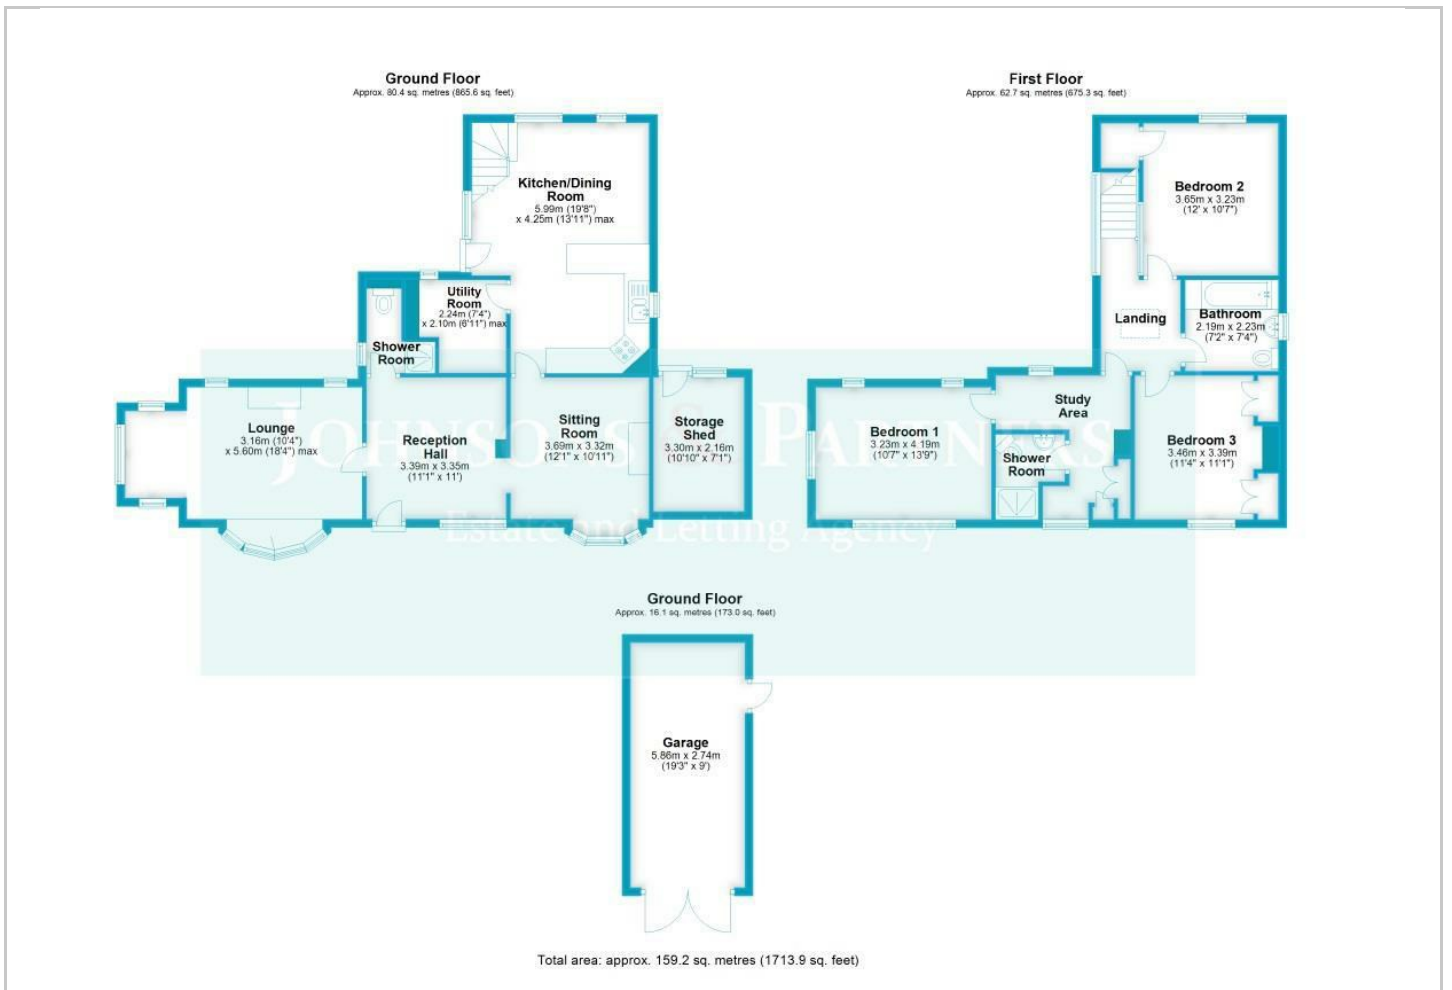 Ground Floor
Approx. 80.4 sq. metres (865.6 sq. feet)
Kitchen/Dining
Room
5.99m (19'8")
x 4.25m (13'11") max
Utility
Room
2.24m (7'4")
x 2.10m (6'11") max
Shower
Room
Lounge
3.16m (10'4")
x 5.60m (18'4") max
Reception
Hall
3.39m x 3.35m
(11'1" x 11')
Sitting
Room
3.69m x 3.32m
(12'1" x 10'11")
Storage
Shed
3.30m x 2.16m
(10'10" x 7'1")
First Floor
Approx. 62.7 sq. metres (675.3 sq. feet)
Bedroom 2
3.65m x 3.23m
(12' x 10'7")
Landing
Bathroom
2.19m x 2.23m
(7'2" x 7'4")
Study
Area
Bedroom 1
3.23m x 4.19m
(10'7" x 13'9")
Shower
Room
Bedroom 3
3.46m x 3.39m
(11'4" x 11'1")
JOHNSONS & PARTNERS
Estate and Letting Agency
Ground Floor
Approx. 16.1 sq. metres (173.0 sq. feet)
Garage
5.86m x 2.74m
(19'3" x 9')
Total area: approx. 159.2 sq. metres (1713.9 sq. feet)